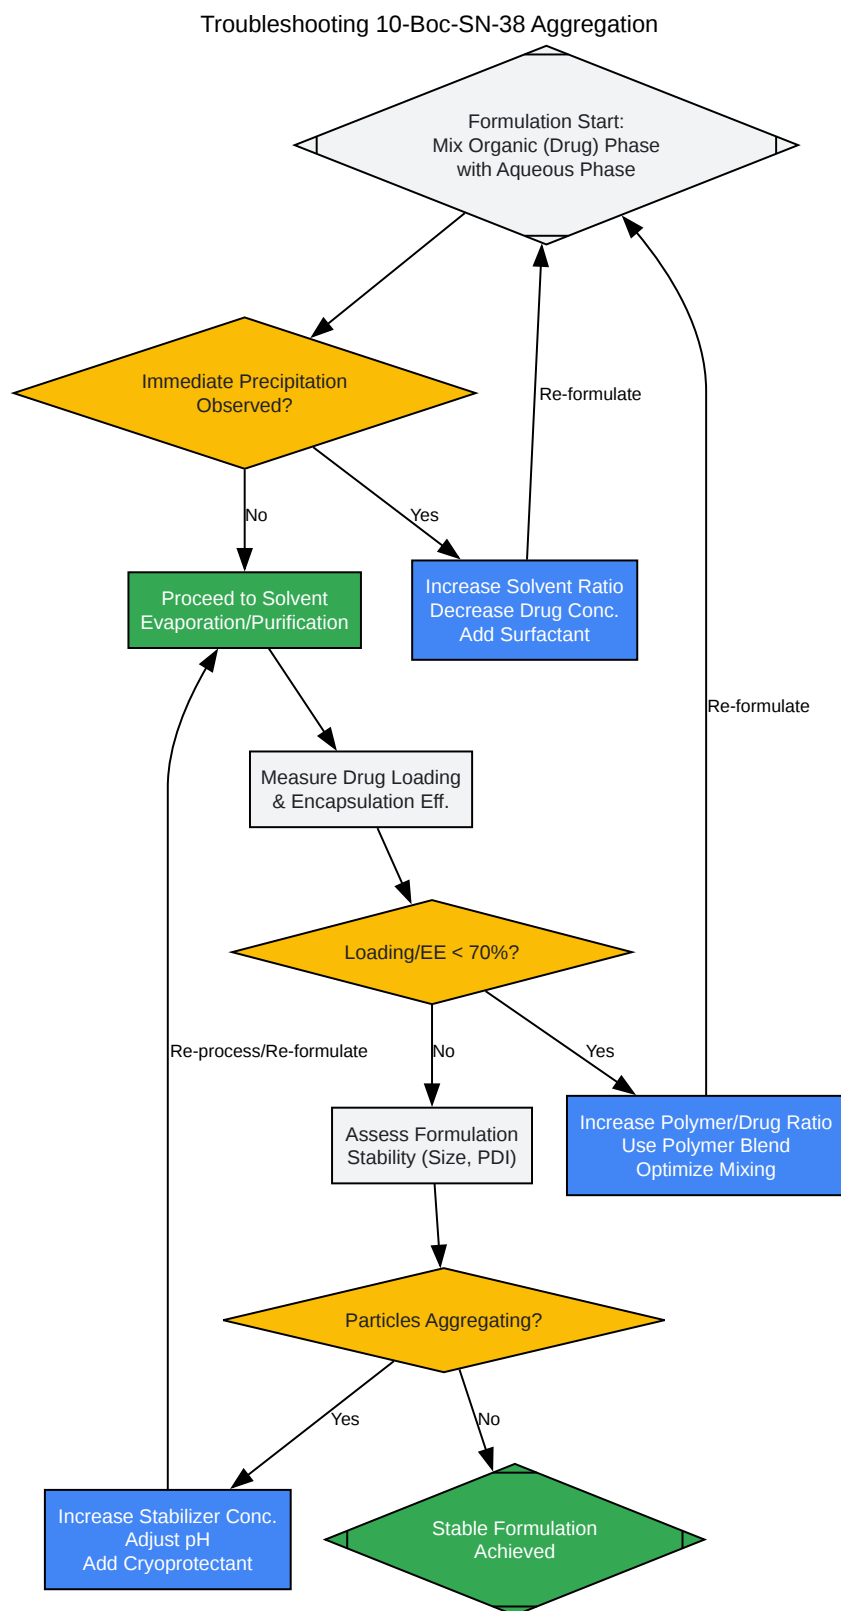 Troubleshooting 10-Boc-SN-38 Aggregation
Formulation Start:
Mix Organic (Drug) Phase
with Aqueous Phase
Immediate Precipitation
Observed?
Re-formulate
No
Yes
Proceed to Solvent
Evaporation/Purification
Increase Solvent Ratio
Decrease Drug Conc.
Add Surfactant
Re-formulate
Measure Drug Loading
& Encapsulation Eff.
Loading/EE < 70%?
Re-process/Re-formulate
No
Yes
Assess Formulation
Stability (Size, PDI)
Increase Polymer/Drug Ratio
Use Polymer Blend
Optimize Mixing
Particles Aggregating?
Yes
No
Increase Stabilizer Conc.
Adjust pH
Add Cryoprotectant
Stable Formulation
Achieved